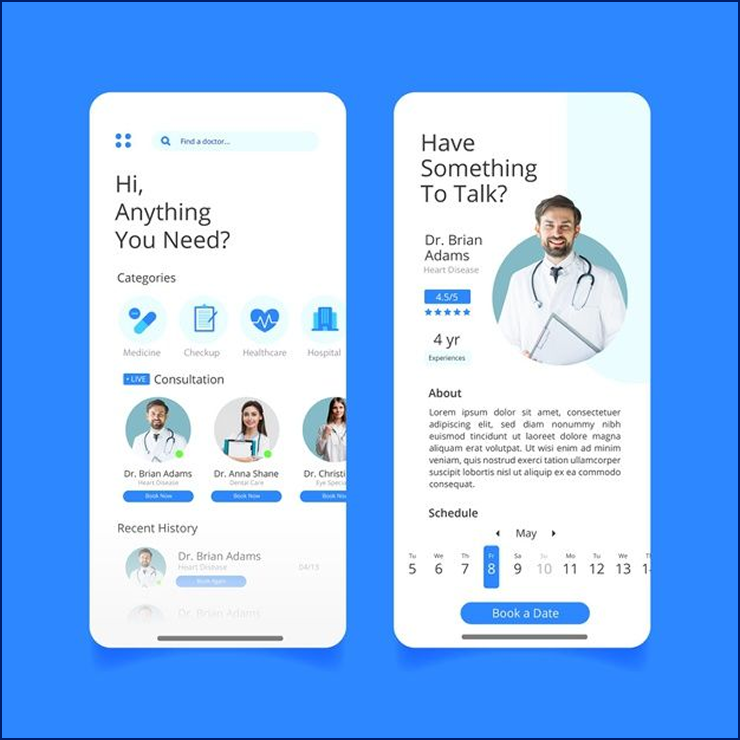 Find a doctor...
Hi,
Anything
You Need?
Categories
Medicine Checkup Healthcare Hospital
• LIVE Consultation
Dr. Brian Adams Dr. Anna Shane Dr. Christi
Heart Disease Dental Care Eye Specia
Book Now Book Now Book Now
Recent History
Dr. Brian Adams
Heart Disease 04/13
Book Again
Dr. Brian Adams
Have
Something
To Talk?
Dr. Brian
Adams
Heart Disease
4.5/5
4 yr
Experiences
About
Lorem ipsum dolor sit amet, consectetuer
adipiscing elit, sed diam nonummy nibh
euismod tincidunt ut laoreet dolore magna
aliquam erat volutpat. Ut wisi enim ad minim
veniam, quis nostrud exerci tation ullamcorper
suscipit lobortis nisl ut aliquip ex ea commodo
consequat.
Schedule
May
Tu We Th Fr Sa Su Mo Tu We
5 6 7 8 9 10 11 12 13
Book a Date